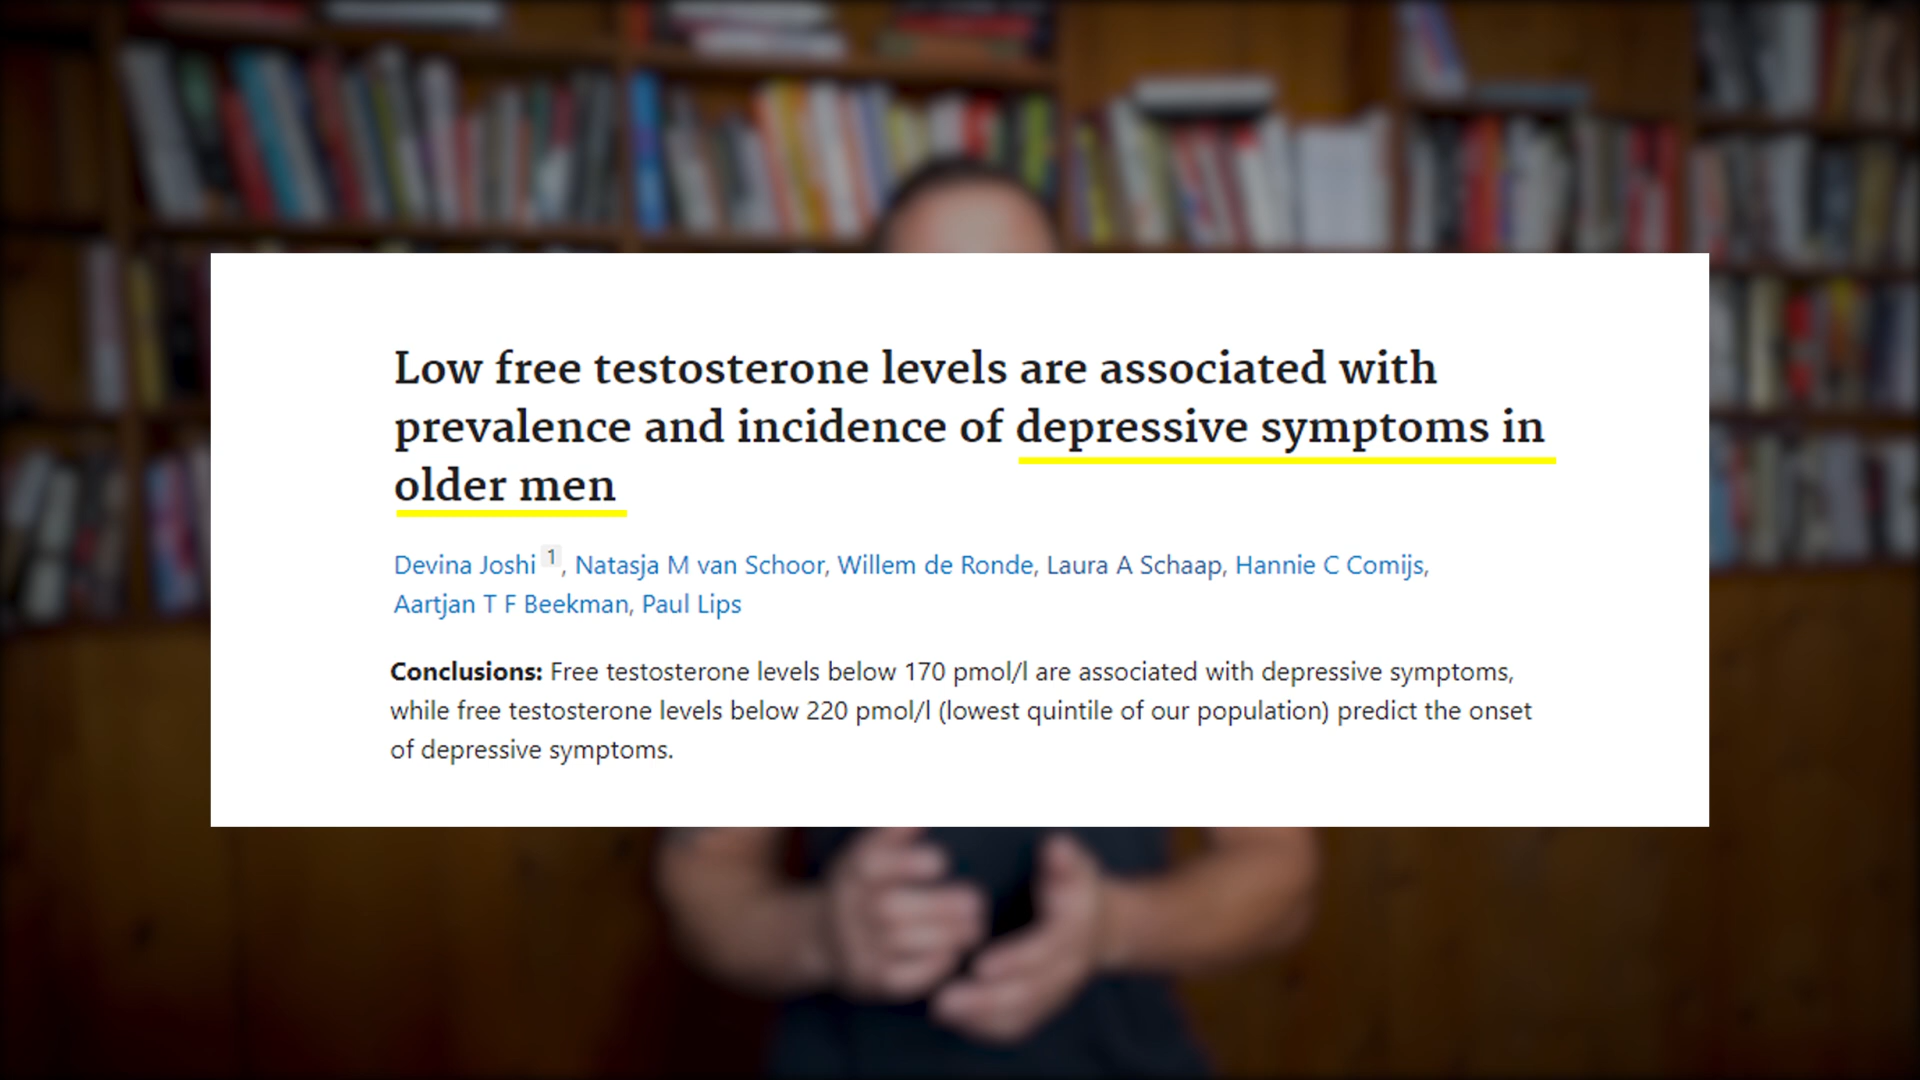 Low free testosterone levels are associated with
prevalence and incidence of depressive symptoms in
older men
Devina Joshi 1, Natasja M van Schoor, Willem de Ronde, Laura A Schaap, Hannie C Comijs,
Aartjan T F Beekman, Paul Lips
Conclusions: Free testosterone levels below 170 pmol/l are associated with depressive symptoms,
while free testosterone levels below 220 pmol/l (lowest quintile of our population) predict the onset
of depressive symptoms.